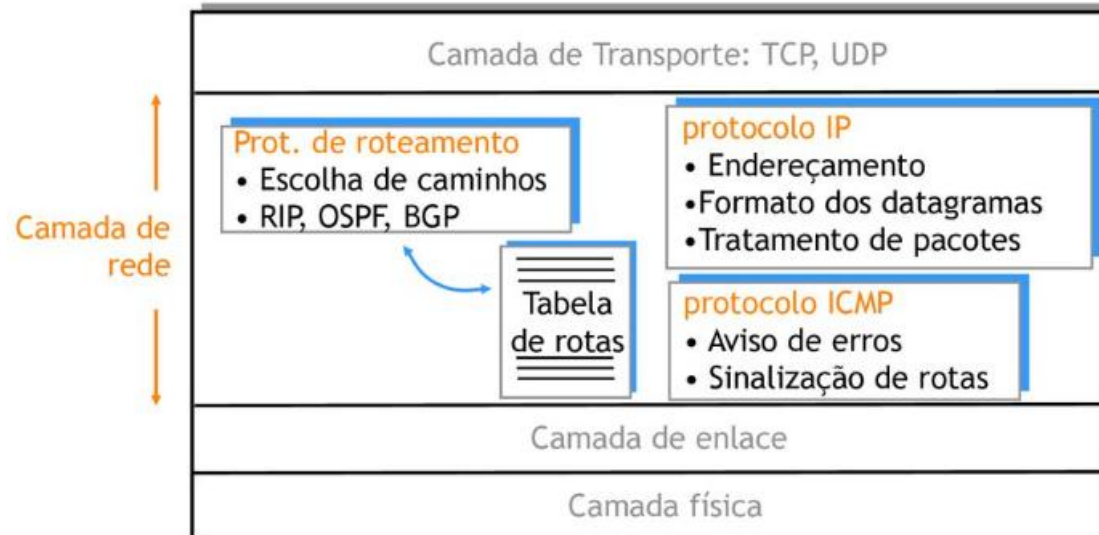 Camada de Transporte: TCP, UDP
Camada de
rede
Prot. de roteamento
• Escolha de caminhos
• RIP, OSPF, BGP
Tabela
de rotas
protocolo IP
• Endereçamento
•Formato dos datagramas
•Tratamento de pacotes
protocolo ICMP
• Aviso de erros
• Sinalização de rotas
Camada de enlace
Camada física